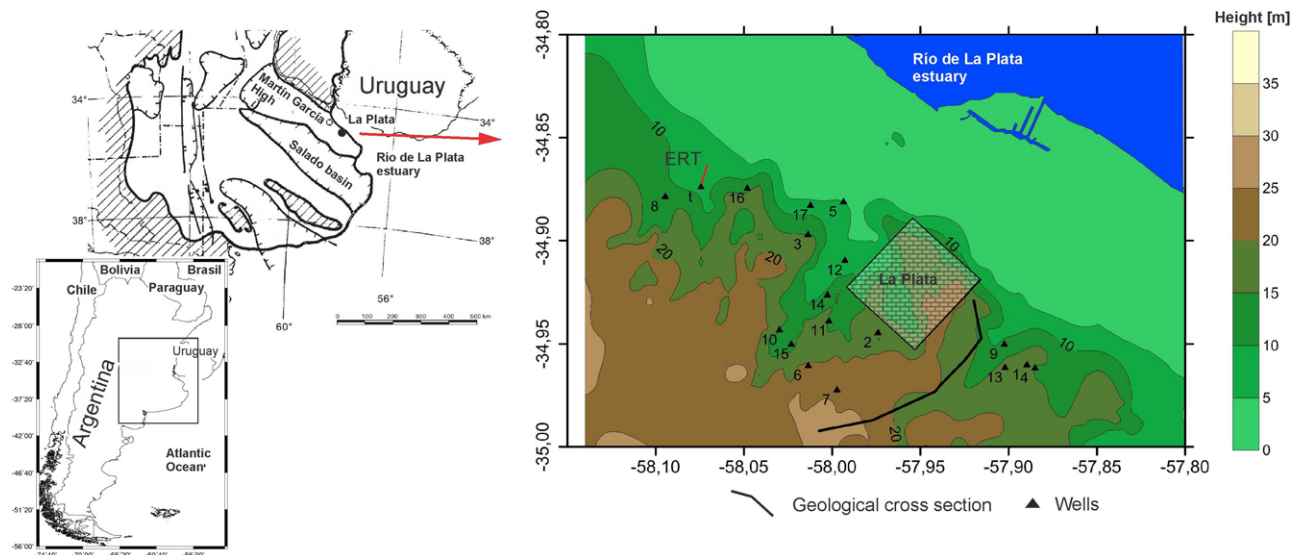 Uruguay
34°
Martín García
High
34°
La Plata
Salado basin
Río de La Plata
estuary
38°
38°
56°
60°
0 100 200 300 400 500 km
Bolivia
Brasil
Chile
Paraguay
-23°20'
-28°00'
-32°40'
-37°20'
-42°00'
-46°40'
-51°20'
-56°00'
Uruguay
Argentina
Atlantic
Ocean
-34,80
-34,85
-34,90
-34,95
-35,00
Río de La Plata
estuary
10
ERT
t
8
16
17
5
3
20
20
12
10
La Plata
14
11
10
15
2
6
7
9
10
13
14
20
-58,10
-58,05
-58,00
-57,95
-57,90
-57,85
-57,80
Geological cross section
Wells
Height [m]
35
30
25
20
15
10
5
0